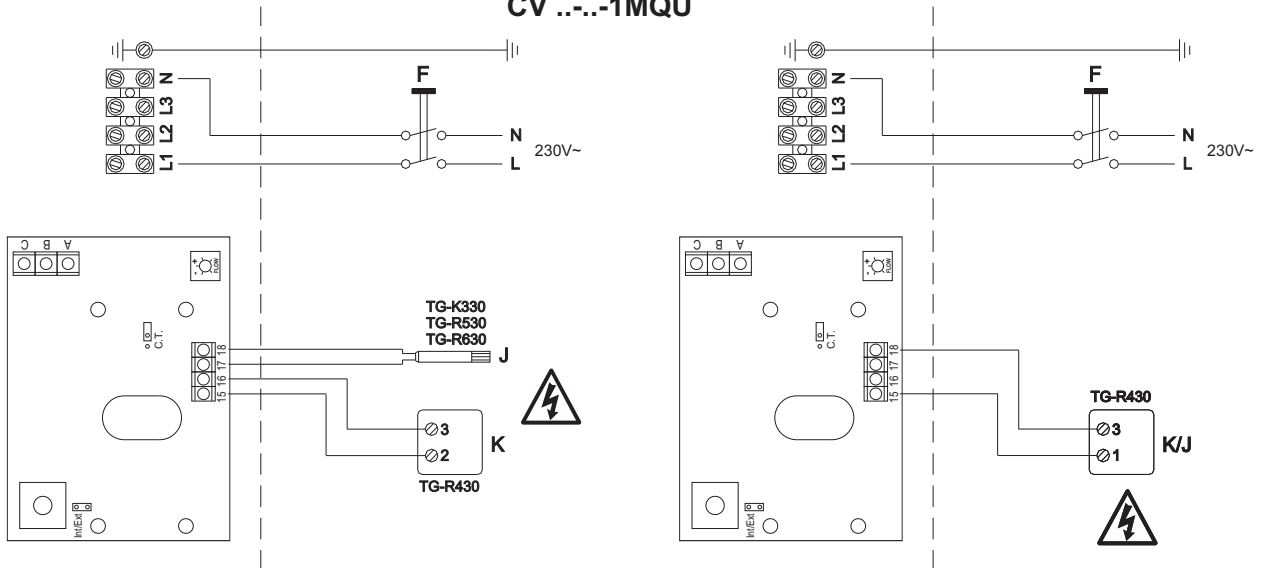 CV ..-..-1MQU
N
L3
L2
L1
F
N
L
230V~
C B A
- ... +
FLOW
C.T.
18
17
16
15
TG-K330
TG-R530
TG-R630
J
3
2
K
TG-R430
Int/Ext
N
L3
L2
L1
F
N
L
230V~
C B A
- ... +
FLOW
C.T.
18
17
16
15
TG-R430
3
1
K/J
Int/Ext